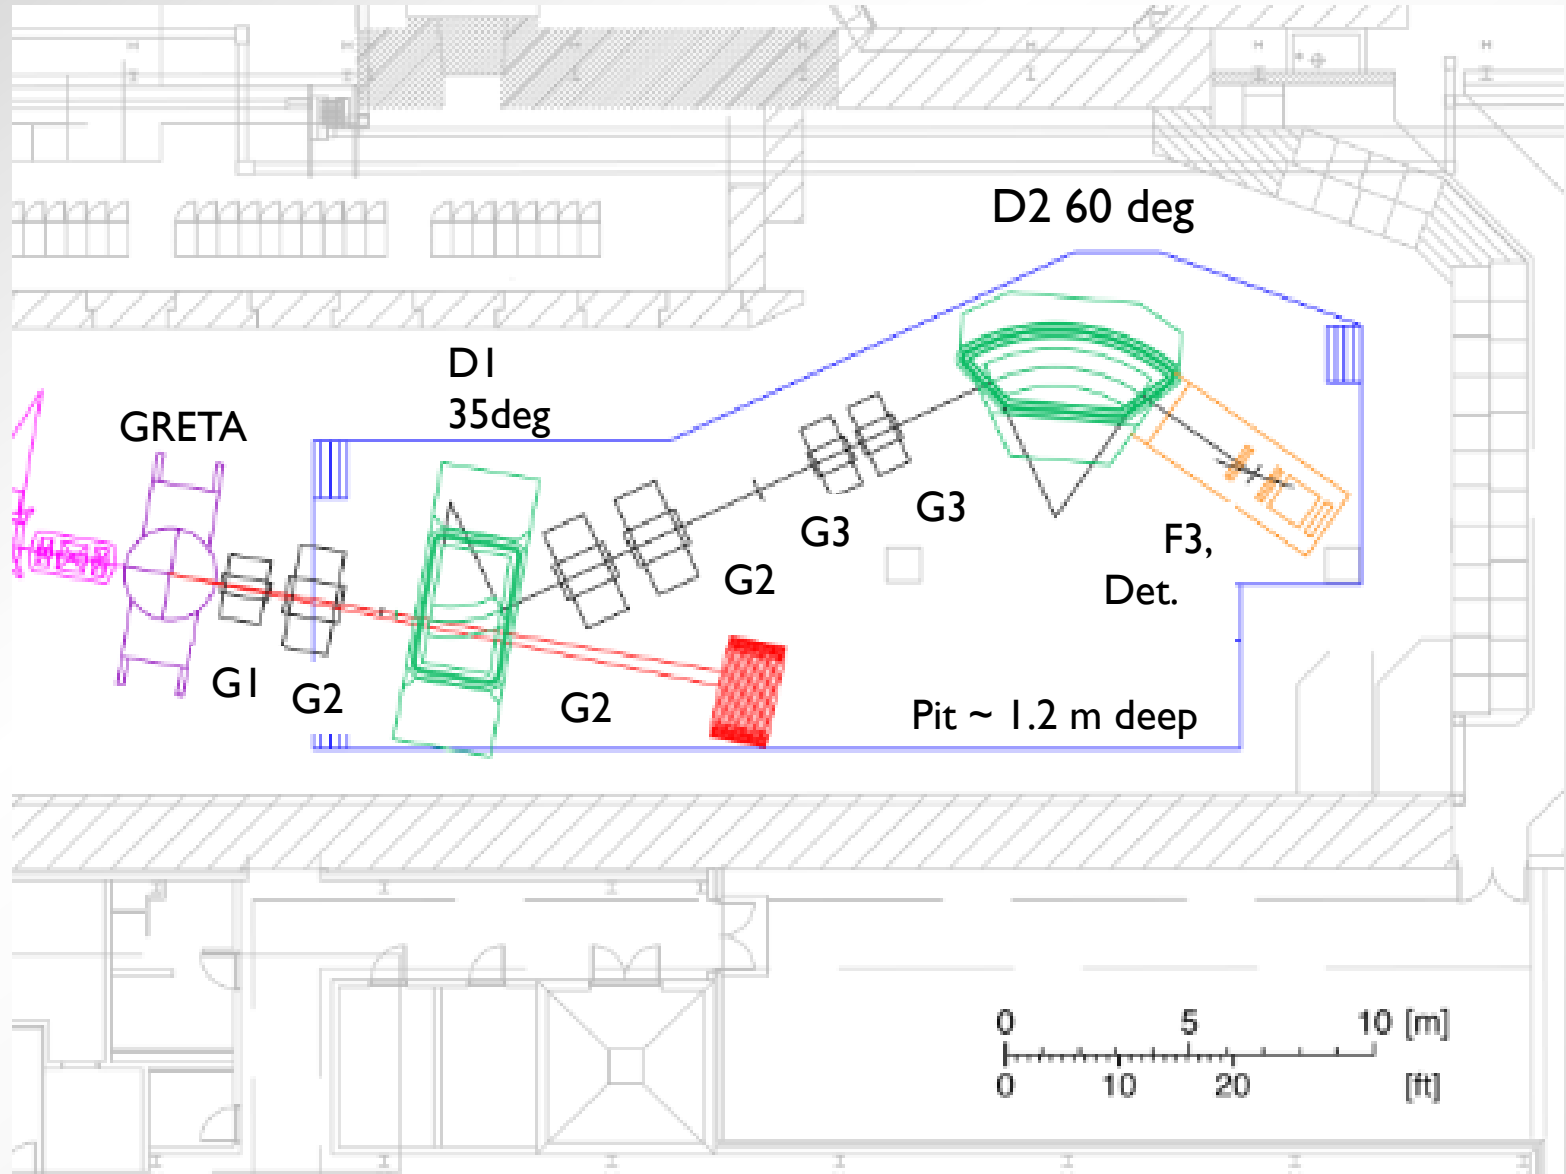 D2 60 deg
D1
35deg
GRETA
G3
G3
F3,
Det.
G2
G1
G2
G2
Pit ~ 1.2 m deep
0 5 10 [m]
0 10 20 [ft]